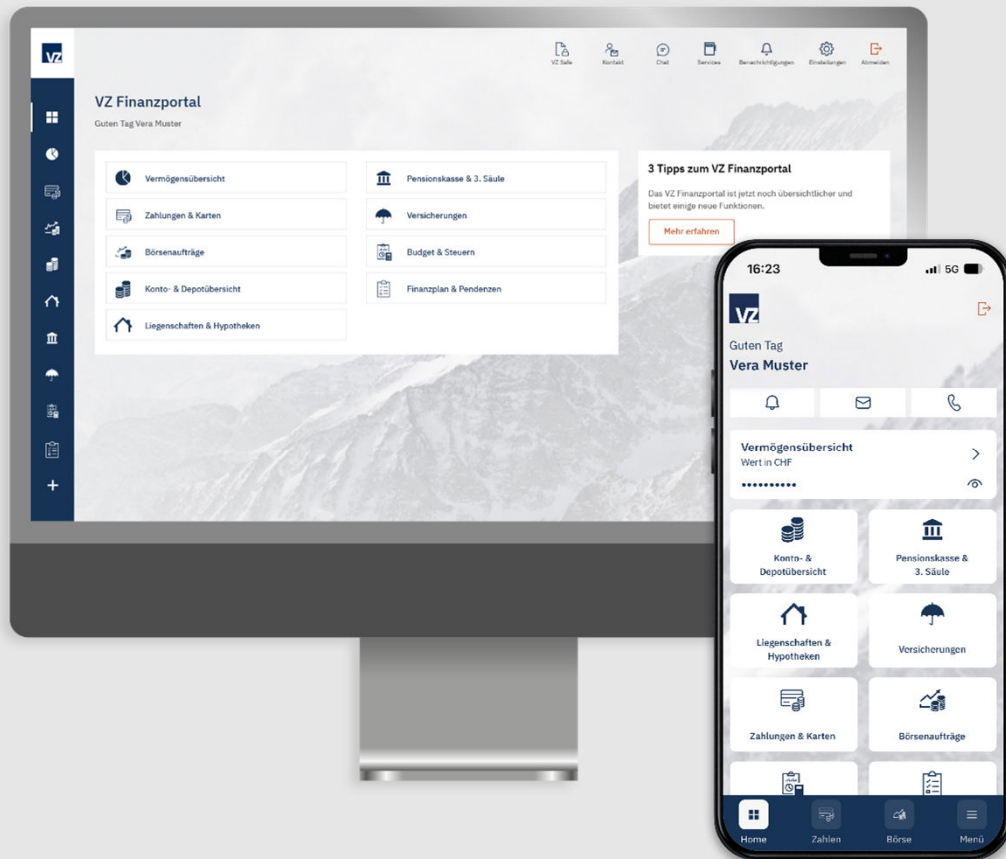 VZ
VZ Safe
Kontakt
Chat
Services
Benachrichtigungen
Einstellungen
Abmelden
VZ Finanzportal
Guten Tag Vera Muster
Vermögensübersicht
Pensionskasse & 3. Säule
Zahlungen & Karten
Versicherungen
Börsenaufträge
Budget & Steuern
Konto- & Depotübersicht
Finanzplan & Pendenzen
Liegenschaften & Hypotheken
3 Tipps zum VZ Finanzportal
Das VZ Finanzportal ist jetzt noch übersichtlicher und
bietet einige neue Funktionen.
Mehr erfahren
16:23
5G
VZ
Guten Tag
Vera Muster
Vermögensübersicht
Wert in CHF
••••••••••
Konto- &
Depotübersicht
Pensionskasse &
3. Säule
Liegenschaften &
Hypotheken
Versicherungen
Zahlungen & Karten
Börsenaufträge
Home
Zahlen
Börse
Menü